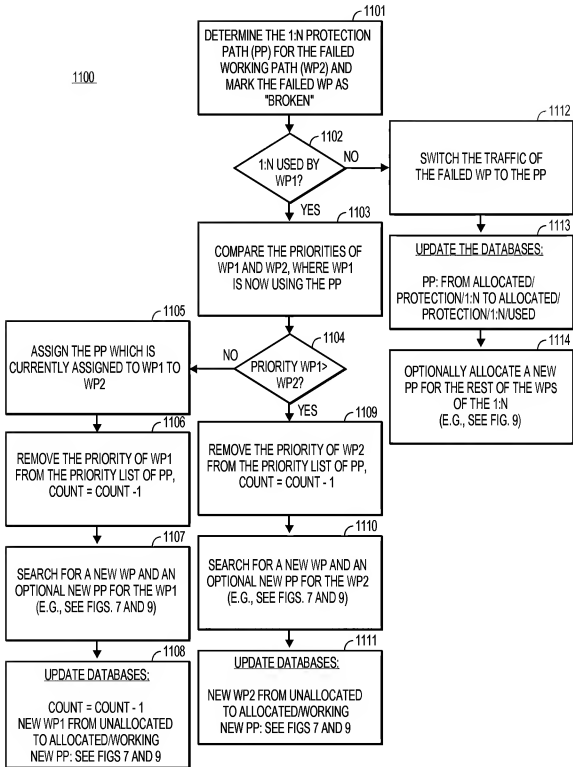 1100
1101
DETERMINE THE 1:N PROTECTION
PATH (PP) FOR THE FAILED
WORKING PATH (WP2) AND
MARK THE FAILED WP AS
"BROKEN"
1102
1:N USED BY
WP1?
NO
YES
1112
SWITCH THE TRAFFIC OF
THE FAILED WP TO THE PP
1103
COMPARE THE PRIORITIES OF
WP1 AND WP2, WHERE WP1
IS NOW USING THE PP
1113
UPDATE THE DATABASES:
PP: FROM ALLOCATED/
PROTECTION/1:N TO ALLOCATED/
PROTECTION/1:N/USED
1104
PRIORITY WP1>
WP2?
NO
YES
1105
ASSIGN THE PP WHICH IS
CURRENTLY ASSIGNED TO WP1 TO
WP2
1114
OPTIONALLY ALLOCATE A NEW
PP FOR THE REST OF THE WPS
OF THE 1:N
(E.G., SEE FIG. 9)
1106
REMOVE THE PRIORITY OF WP1
FROM THE PRIORITY LIST OF PP,
COUNT = COUNT -1
1109
REMOVE THE PRIORITY OF WP2
FROM THE PRIORITY LIST OF PP,
COUNT = COUNT - 1
1107
SEARCH FOR A NEW WP AND AN
OPTIONAL NEW PP FOR THE WP1
(E.G., SEE FIGS. 7 AND 9)
1110
SEARCH FOR A NEW WP AND AN
OPTIONAL NEW PP FOR THE WP2
(E.G., SEE FIGS. 7 AND 9)
1108
UPDATE DATABASES:
COUNT = COUNT - 1
NEW WP1 FROM UNALLOCATED
TO ALLOCATED/WORKING
NEW PP: SEE FIGS 7 AND 9
1111
UPDATE DATABASES:
NEW WP2 FROM UNALLOCATED
TO ALLOCATED/WORKING
NEW PP: SEE FIGS 7 AND 9